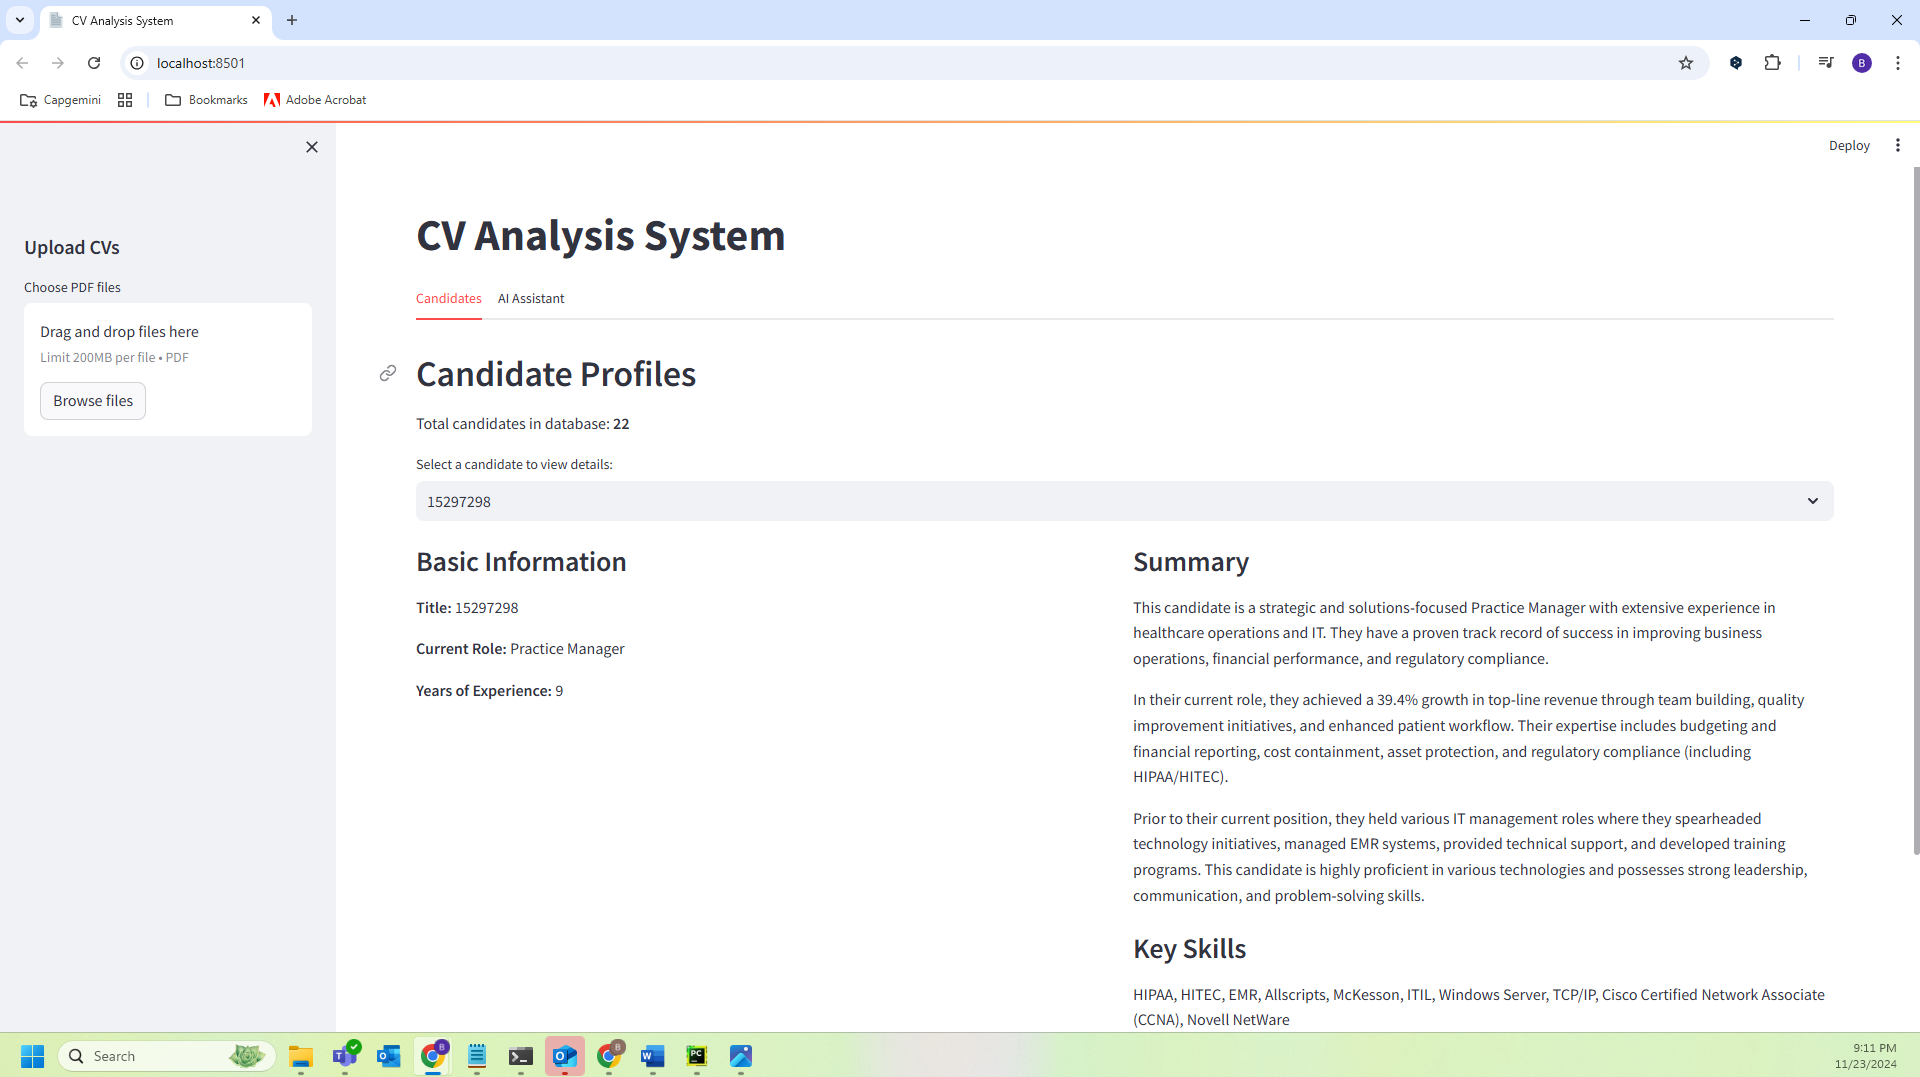 CV Analysis System
localhost:8501
B
Capgemini
Bookmarks
Adobe Acrobat
Deploy
Upload CVs
Choose PDF files
Drag and drop files here
Limit 200MB per file • PDF
Browse files
CV Analysis System
Candidates
AI Assistant
Candidate Profiles
Total candidates in database: 22
Select a candidate to view details:
15297298
Basic Information
Title: 15297298
Current Role: Practice Manager
Years of Experience: 9
Summary
This candidate is a strategic and solutions-focused Practice Manager with extensive experience in
healthcare operations and IT. They have a proven track record of success in improving business
operations, financial performance, and regulatory compliance.
In their current role, they achieved a 39.4% growth in top-line revenue through team building, quality
improvement initiatives, and enhanced patient workflow. Their expertise includes budgeting and
financial reporting, cost containment, asset protection, and regulatory compliance (including
HIPAA/HITEC).
Prior to their current position, they held various IT management roles where they spearheaded
technology initiatives, managed EMR systems, provided technical support, and developed training
programs. This candidate is highly proficient in various technologies and possesses strong leadership,
communication, and problem-solving skills.
Key Skills
HIPAA, HITEC, EMR, Allscripts, McKesson, ITIL, Windows Server, TCP/IP, Cisco Certified Network Associate
(CCNA), Novell NetWare
Search
9:11 PM
11/23/2024